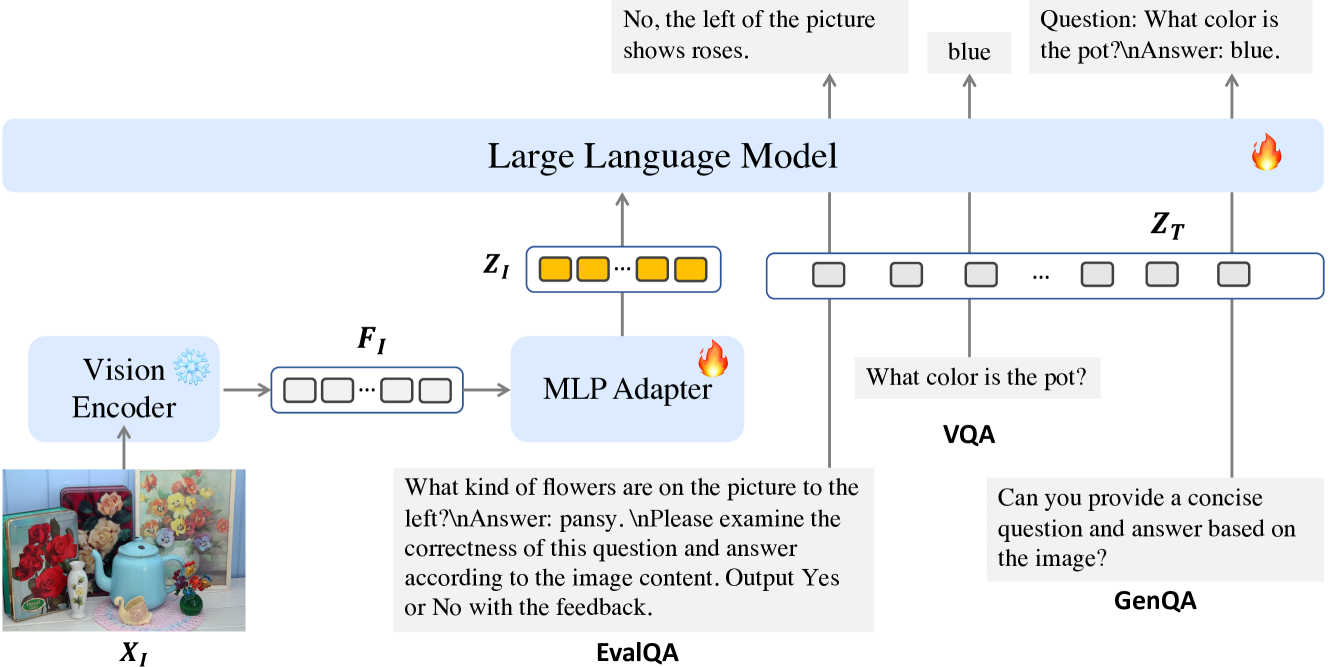 No, the left of the picture
shows roses.
blue
Question: What color is
the pot?\nAnswer: blue.
Large Language Model
Z_T
Z_I
F_I
Vision
Encoder
MLP Adapter
What color is the pot?
VQA
What kind of flowers are on the picture to the
left?\nAnswer: pansy. \nPlease examine the
correctness of this question and answer
according to the image content. Output Yes
or No with the feedback.
Can you provide a concise
question and answer based on
the image?
GenQA
X_I
EvalQA